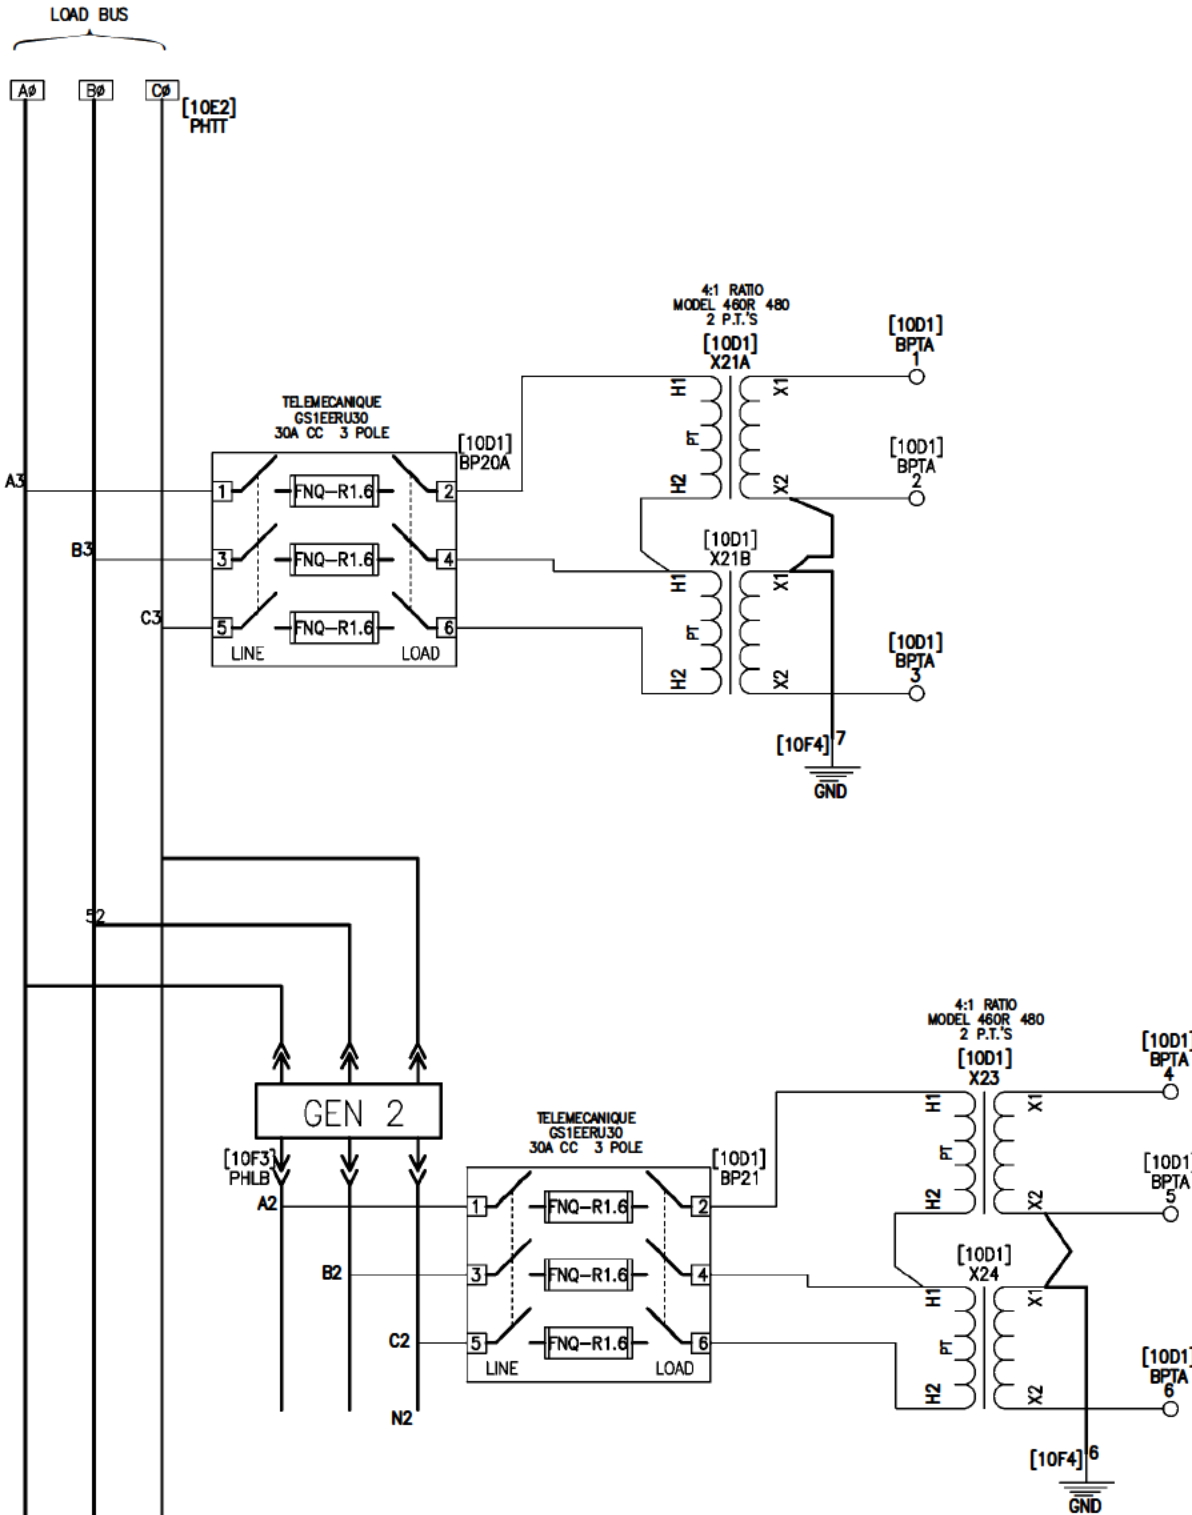 LOAD BUS
AØ
BØ
CØ
[10E2]
PHTT
4:1 RATIO
MODEL 460R 480
2 P.T.'S
[10D1]
X21A
[10D1]
BPTA
1
H1
X1
PT
TELEMECANIQUE
GS1EERU30
30A CC 3 POLE
[10D1]
BP20A
[10D1]
BPTA
2
H2
X2
A3
1
FNQ-R1.6
2
B3
3
FNQ-R1.6
4
[10D1]
X21B
H1
X1
PT
C3
5
FNQ-R1.6
6
LINE
LOAD
H2
X2
[10D1]
BPTA
3
[10F4]
7
GND
52
GEN 2
[10F3]
PHLB
4:1 RATIO
MODEL 460R 480
2 P.T.'S
[10D1]
X23
[10D1]
BPTA
4
H1
X1
PT
TELEMECANIQUE
GS1EERU30
30A CC 3 POLE
[10D1]
BP21
[10D1]
BPTA
5
H2
X2
A2
1
FNQ-R1.6
2
B2
3
FNQ-R1.6
4
[10D1]
X24
H1
X1
PT
C2
5
FNQ-R1.6
6
LINE
LOAD
H2
X2
[10D1]
BPTA
6
N2
[10F4]
6
GND